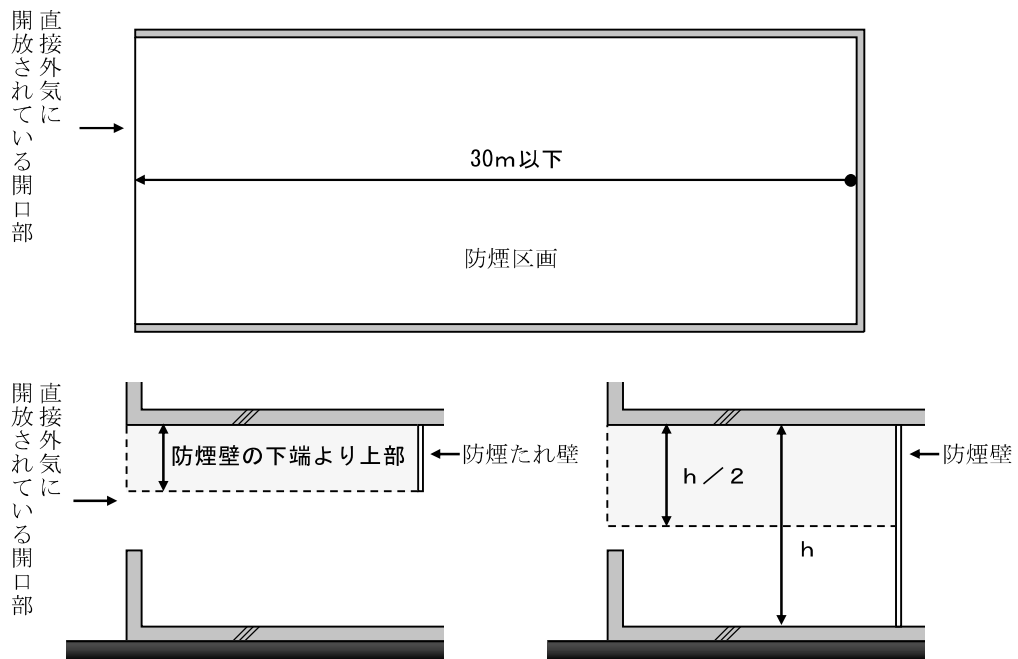 直接外気に
開放されている開口部
30m以下
防煙区画
直接外気に
開放されている開口部
防煙壁の下端より上部
防煙たれ壁
h/2
h
防煙壁